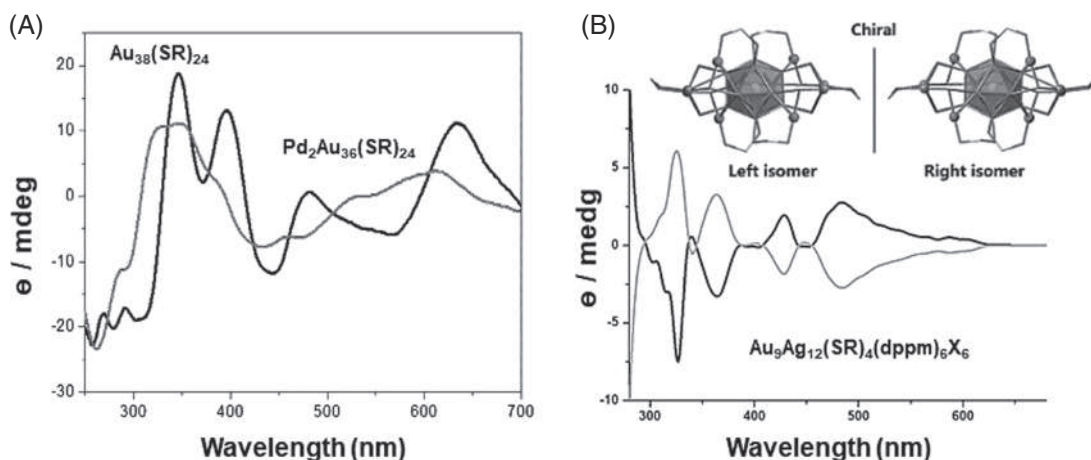 (A)
Au38(SR)24
Pd2Au36(SR)24
20
10
0
-10
-20
-30
ɵ / mdeg
300
400
500
600
700
Wavelength (nm)
(B)
Chiral
Left isomer
Right isomer
10
5
0
-5
-10
ɵ / medg
Au9Ag12(SR)4(dppm)6X6
300
400
500
600
Wavelength (nm)